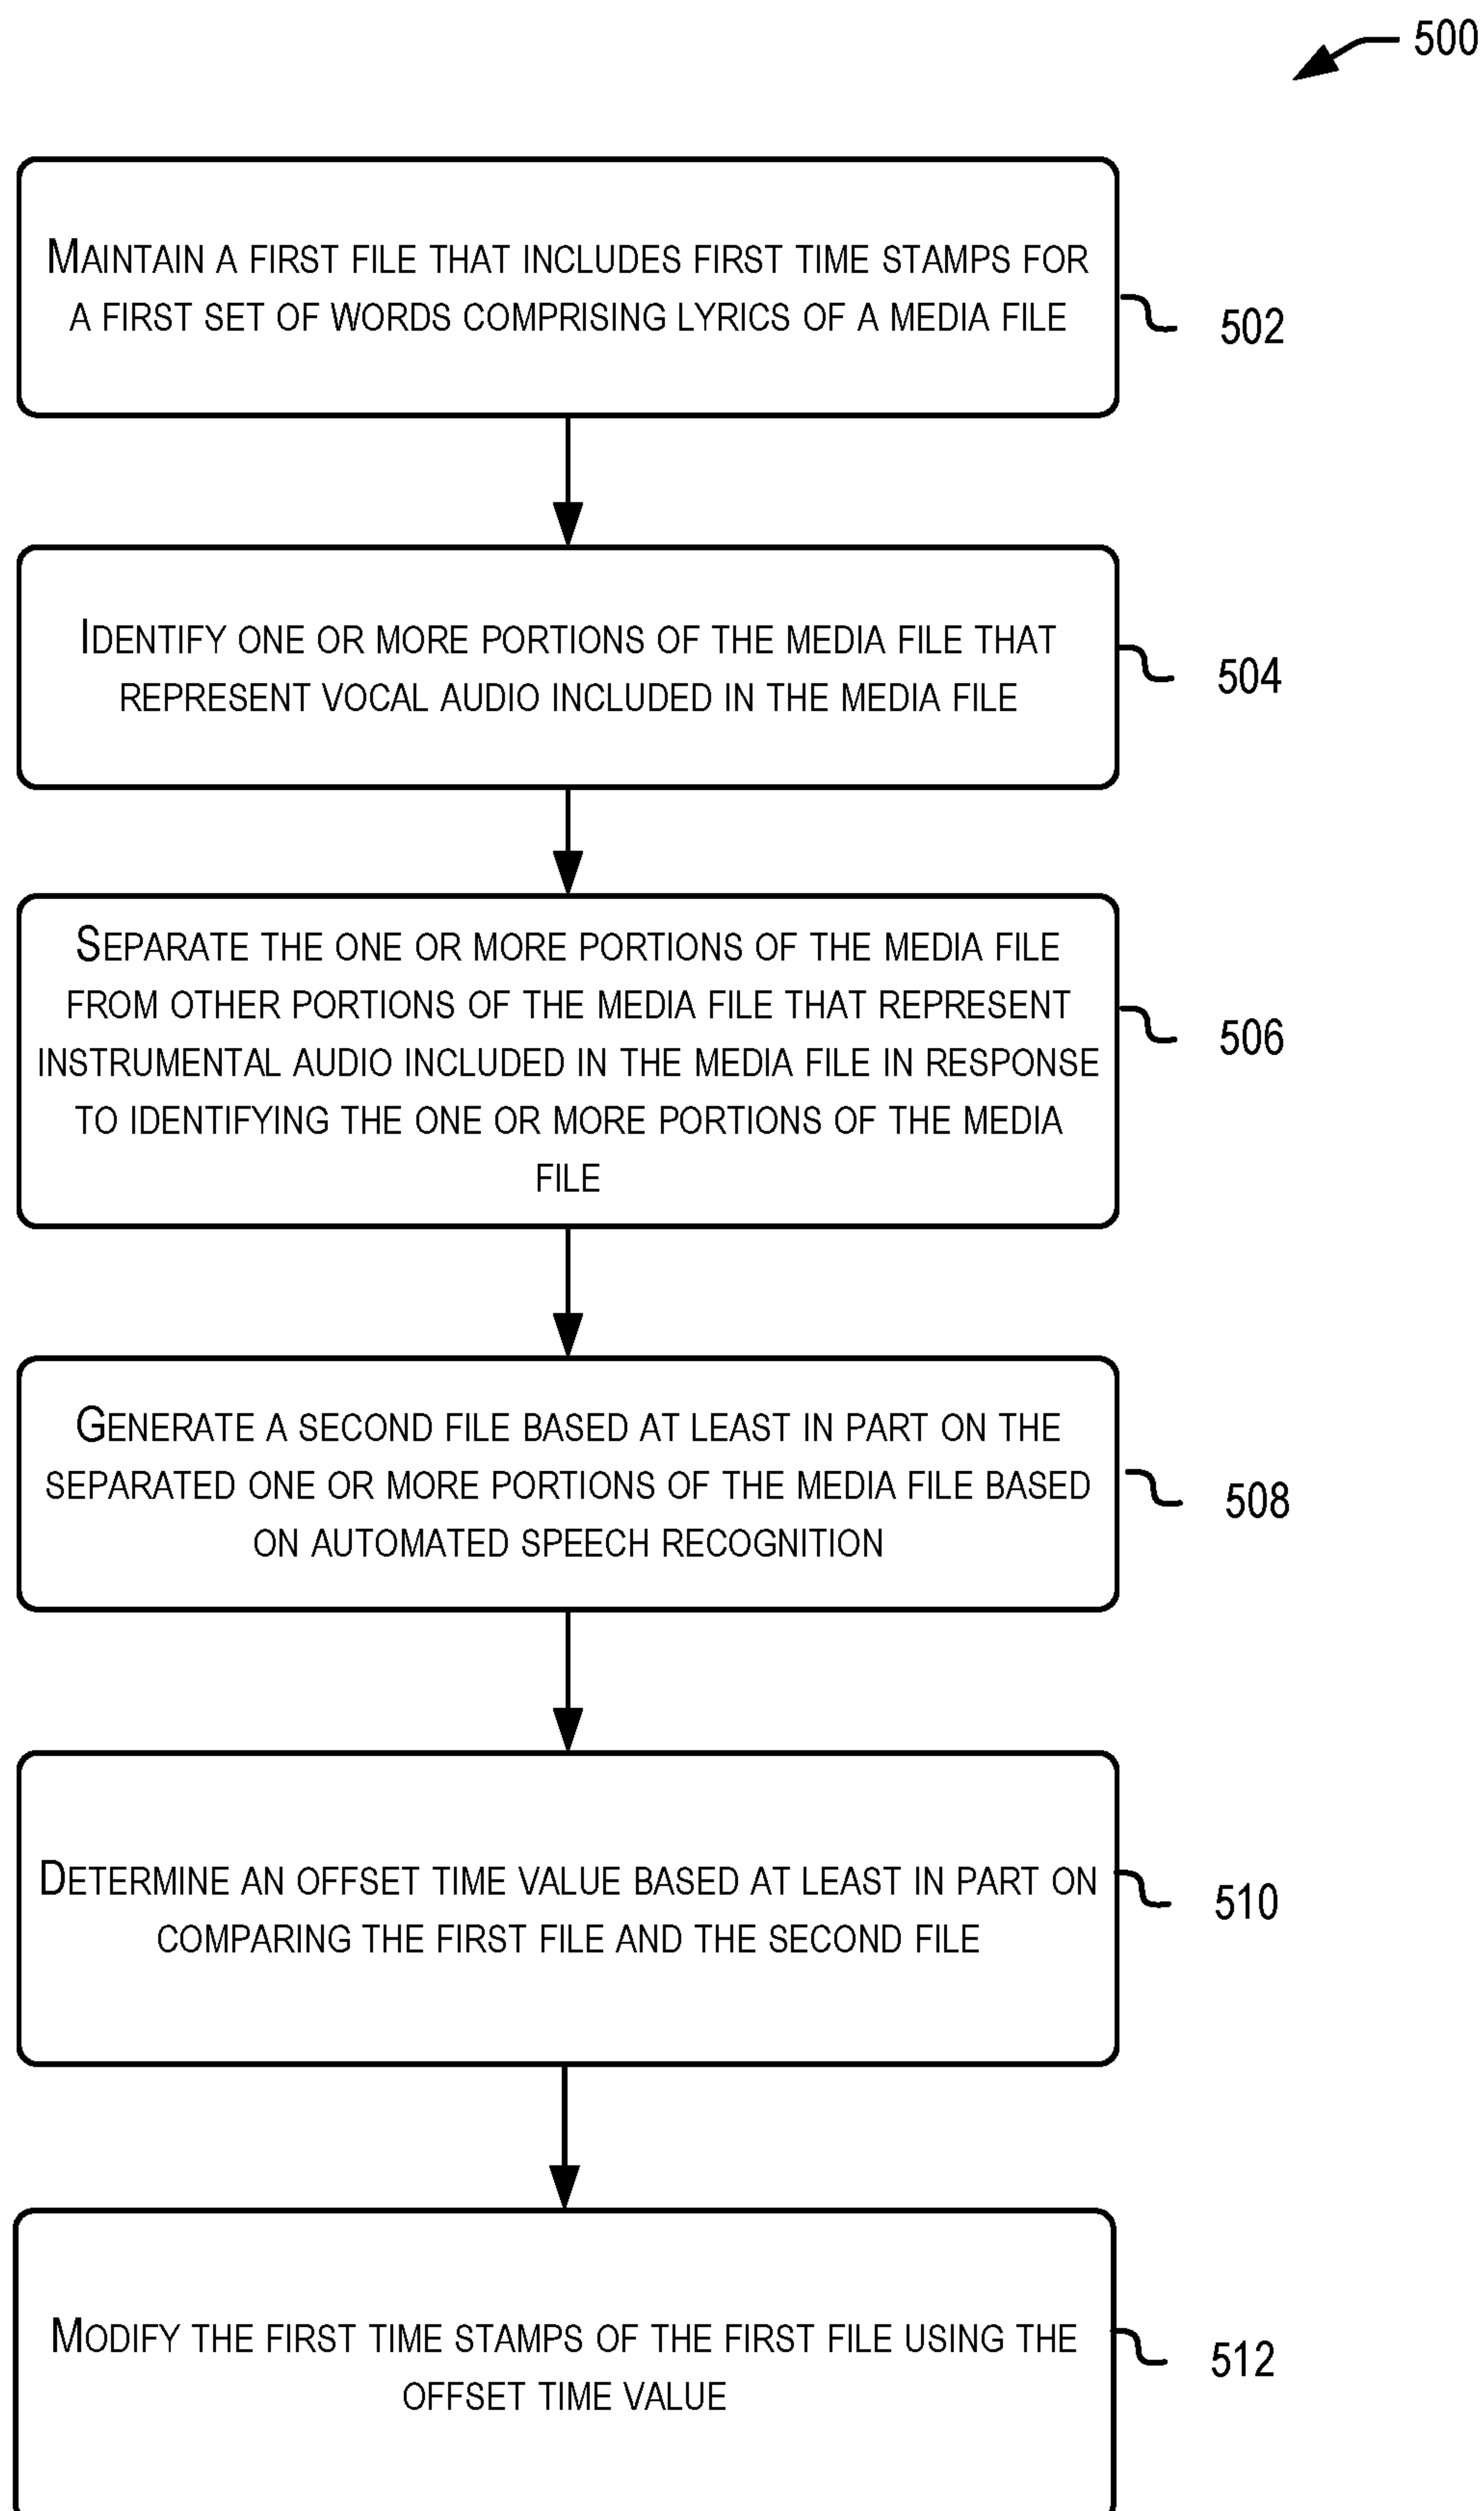 500
MAINTAIN A FIRST FILE THAT INCLUDES FIRST TIME STAMPS FOR
A FIRST SET OF WORDS COMPRISING LYRICS OF A MEDIA FILE
502
IDENTIFY ONE OR MORE PORTIONS OF THE MEDIA FILE THAT
REPRESENT VOCAL AUDIO INCLUDED IN THE MEDIA FILE
504
SEPARATE THE ONE OR MORE PORTIONS OF THE MEDIA FILE
FROM OTHER PORTIONS OF THE MEDIA FILE THAT REPRESENT
INSTRUMENTAL AUDIO INCLUDED IN THE MEDIA FILE IN RESPONSE
TO IDENTIFYING THE ONE OR MORE PORTIONS OF THE MEDIA
FILE
506
GENERATE A SECOND FILE BASED AT LEAST IN PART ON THE
SEPARATED ONE OR MORE PORTIONS OF THE MEDIA FILE BASED
ON AUTOMATED SPEECH RECOGNITION
508
DETERMINE AN OFFSET TIME VALUE BASED AT LEAST IN PART ON
COMPARING THE FIRST FILE AND THE SECOND FILE
510
MODIFY THE FIRST TIME STAMPS OF THE FIRST FILE USING THE
OFFSET TIME VALUE
512